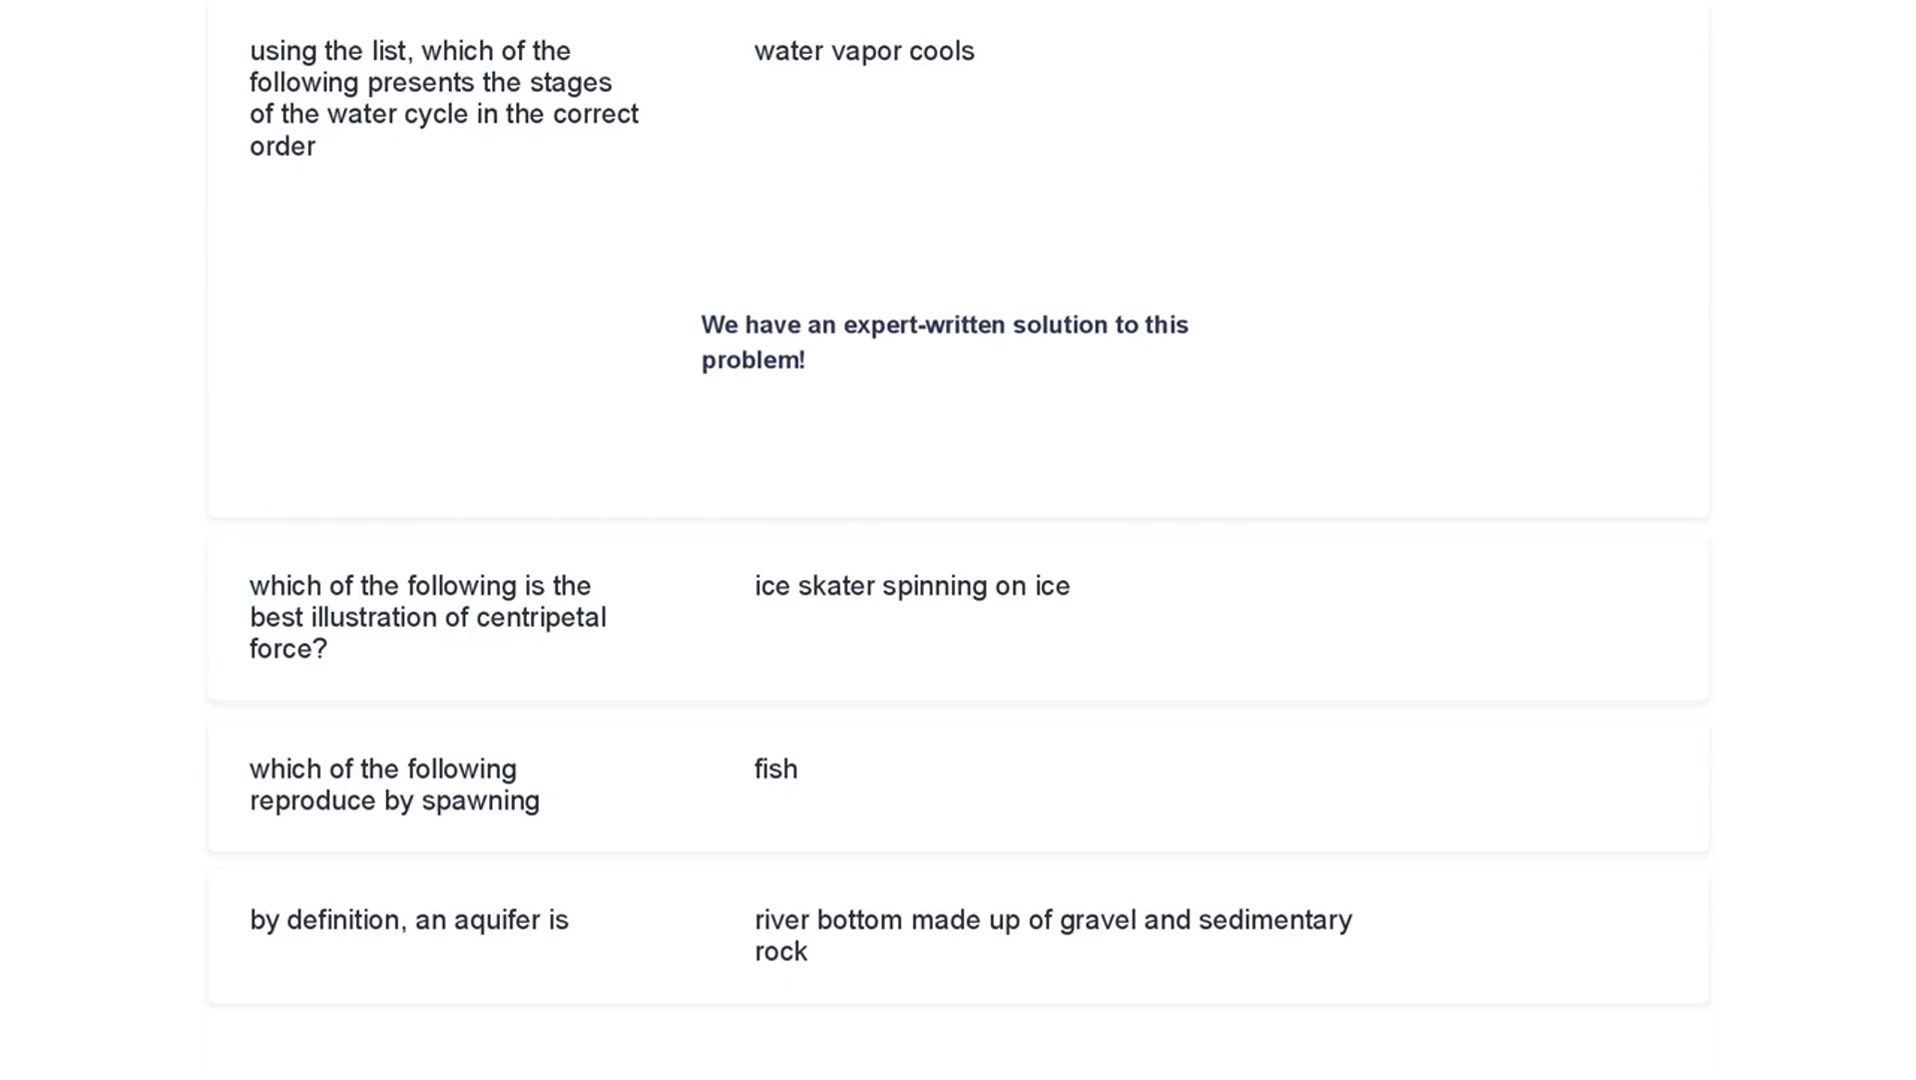 using the list, which of the
following presents the stages
of the water cycle in the correct
order
water vapor cools
We have an expert-written solution to this
problem!
which of the following is the
best illustration of centripetal
force?
ice skater spinning on ice
which of the following
reproduce by spawning
fish
by definition, an aquifer is
river bottom made up of gravel and sedimentary
rock